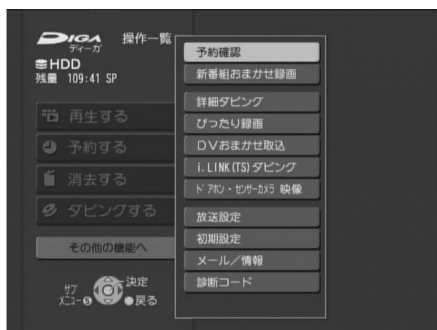 DIGA 操作一覧
ディーガ
HDD
残量 109:41 SP
再生する
予約する
消去する
ダビングする
その他の機能へ
サブメニュー S
決定
戻る
予約確認
新番組おまかせ録画
詳細ダビング
ぴったり録画
DVおまかせ取込
i.LINK(TS)ダビング
ドアホン・センサーカメラ 映像
放送設定
初期設定
メール/情報
診断コード